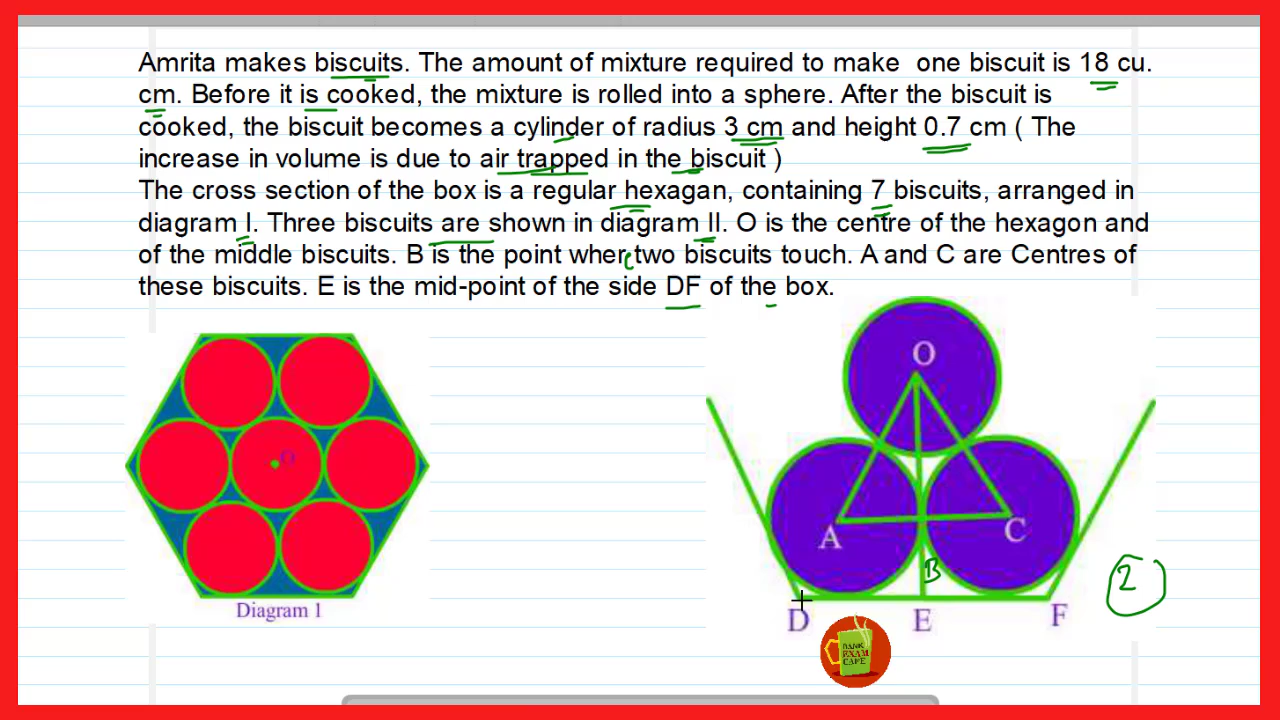 Amrita makes biscuits. The amount of mixture required to make one biscuit is 18 cu.
cm. Before it is cooked, the mixture is rolled into a sphere. After the biscuit is
cooked, the biscuit becomes a cylinder of radius 3 cm and height 0.7 cm ( The
increase in volume is due to air trapped in the biscuit )
The cross section of the box is a regular hexagan, containing 7 biscuits, arranged in
diagram I. Three biscuits are shown in diagram II. O is the centre of the hexagon and
of the middle biscuits. B is the point wher two biscuits touch. A and C are Centres of
these biscuits. E is the mid-point of the side DF of the box.
O
O
A
C
B
2
Diagram 1
D
E
F
BANK
EXAM
CAFE